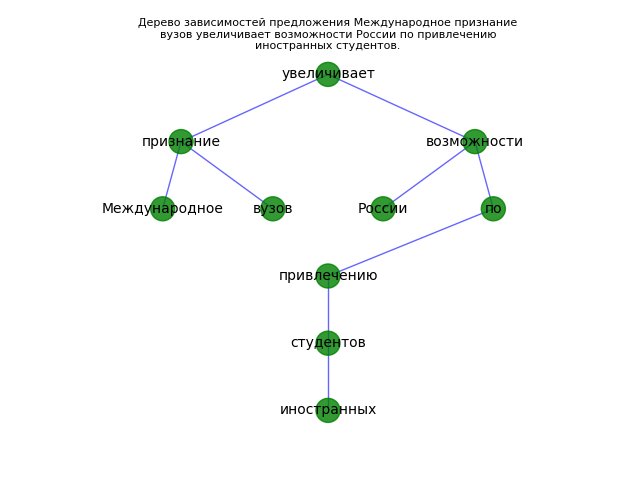 Дерево зависимостей предложения Международное признание
вузов увеличивает возможности России по привлечению
иностранных студентов.
увеличивает
признание
возможности
Международное
вузов
России
по
привлечению
студентов
иностранных